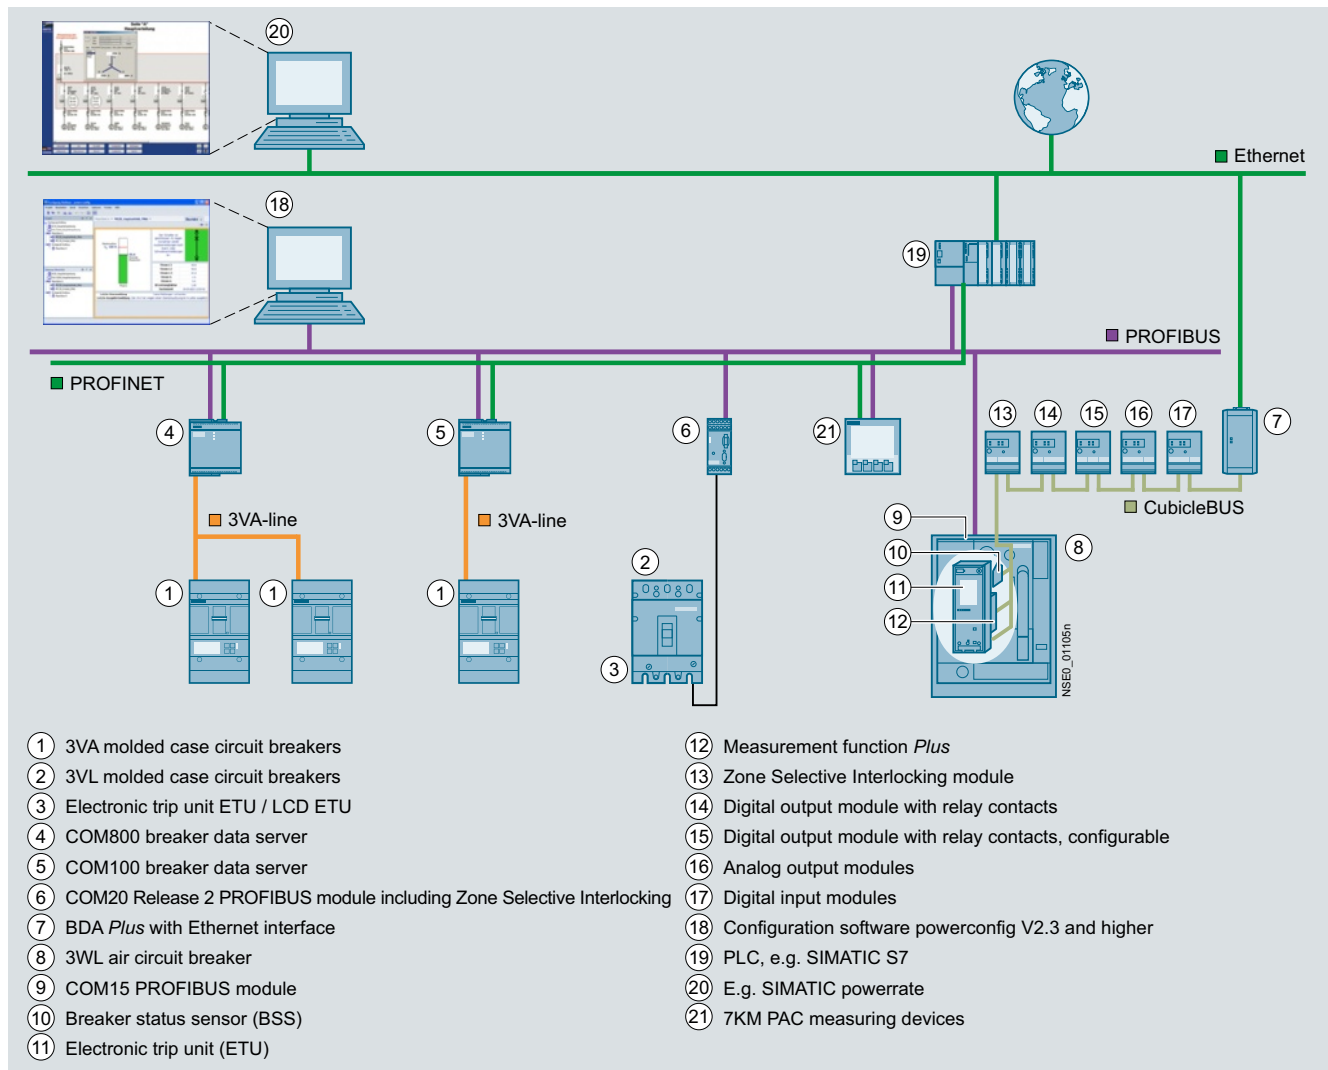 20
Ethernet
18
19
PROFIBUS
PROFINET
4
5
6
21
13
14
15
16
17
7
3VA-line
3VA-line
CubicleBUS
9
8
10
11
12
1
1
1
2
3
NSE0_01105n
1 3VA molded case circuit breakers
2 3VL molded case circuit breakers
3 Electronic trip unit ETU / LCD ETU
4 COM800 breaker data server
5 COM100 breaker data server
6 COM20 Release 2 PROFIBUS module including Zone Selective Interlocking
7 BDA Plus with Ethernet interface
8 3WL air circuit breaker
9 COM15 PROFIBUS module
10 Breaker status sensor (BSS)
11 Electronic trip unit (ETU)
12 Measurement function Plus
13 Zone Selective Interlocking module
14 Digital output module with relay contacts
15 Digital output module with relay contacts, configurable
16 Analog output modules
17 Digital input modules
18 Configuration software powerconfig V2.3 and higher
19 PLC, e.g. SIMATIC S7
20 E.g. SIMATIC powerrate
21 7KM PAC measuring devices